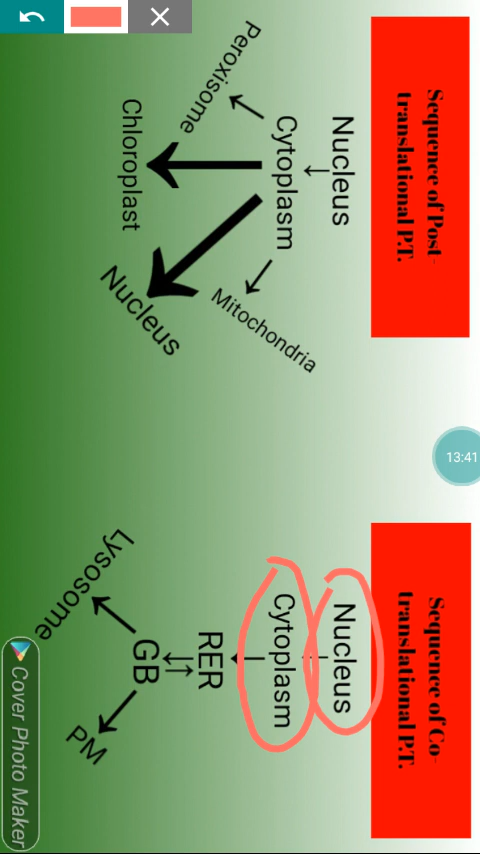 Sequence of Post-
translational P.T.
Nucleus
Cytoplasm
Peroxisome
Mitochondria
Chloroplast
Nucleus
13:41
Sequence of Co-
translational P.T.
Nucleus
Cytoplasm
RER
GB
Lysosome
PM
Cover Photo Maker